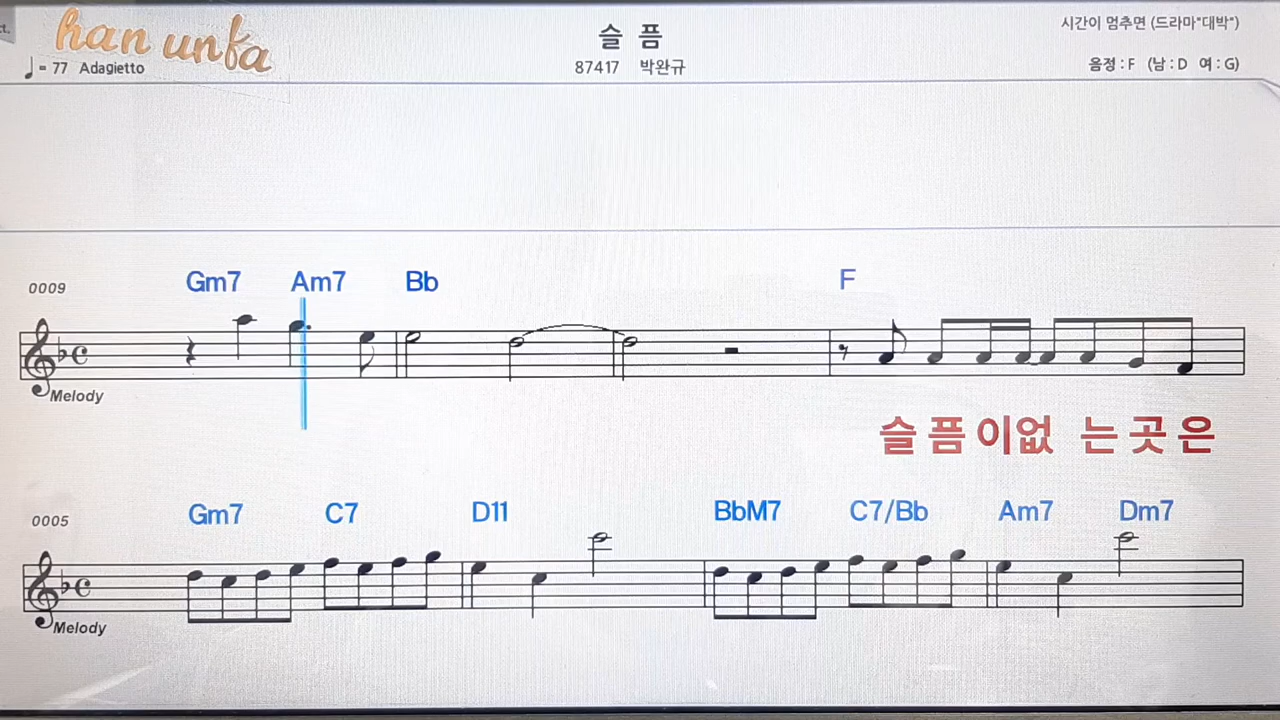 ct.
han unfa
슬 픔
시간이 멈추면 (드라마"대박")
= 77 Adagietto
87417 박완규
음정 : F (남 : D 여 : G)
0009 Gm7 Am7 Bb F
Melody
슬 픔 이없 는 곳 은
0005 Gm7 C7 D11 BbM7 C7/Bb Am7 Dm7
Melody